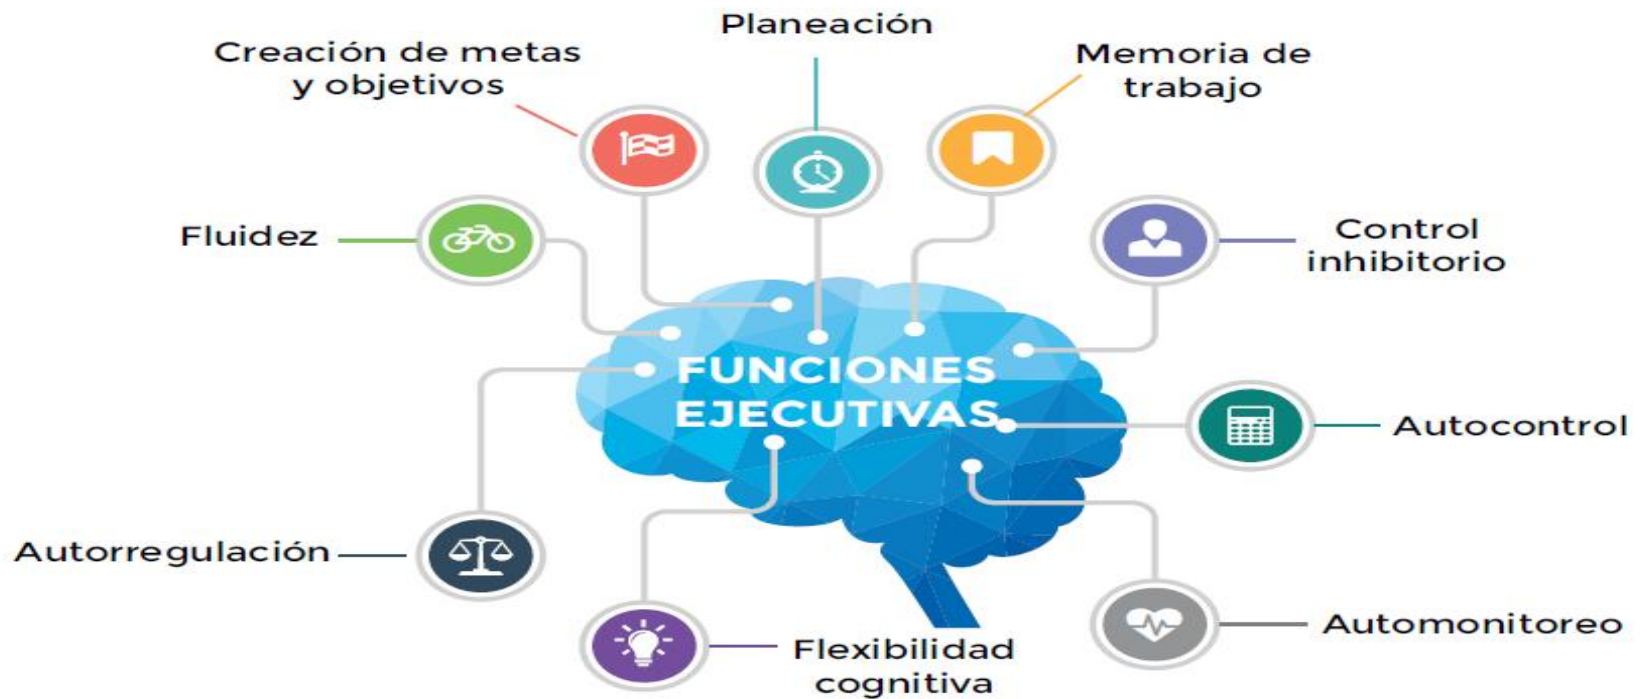 Planeación
Creación de metas
y objetivos
Memoria de
trabajo
Fluidez
Control
inhibitorio
FUNCIONES
EJECUTIVAS
Autocontrol
Autorregulación
Automonitoreo
Flexibilidad
cognitiva